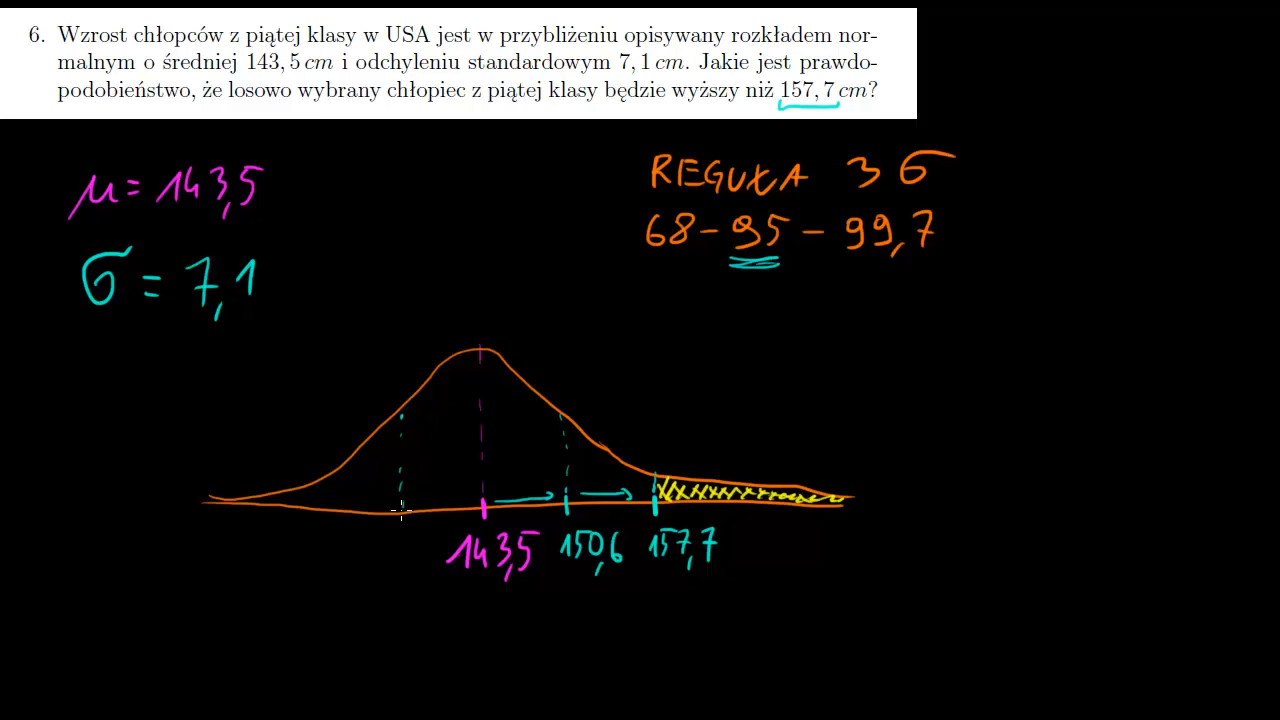 6. Wzrost chłopców z piątej klasy w USA jest w przybliżeniu opisywany rozkładem nor-
malnym o średniej 143, 5 cm i odchyleniu standardowym 7, 1 cm. Jakie jest prawdo-
podobieństwo, że losowo wybrany chłopiec z piątej klasy będzie wyższy niż 157, 7 cm?
μ = 143,5
σ = 7,1
REGUŁA 3 σ
68 - 95 - 99,7
143,5 150,6 157,7